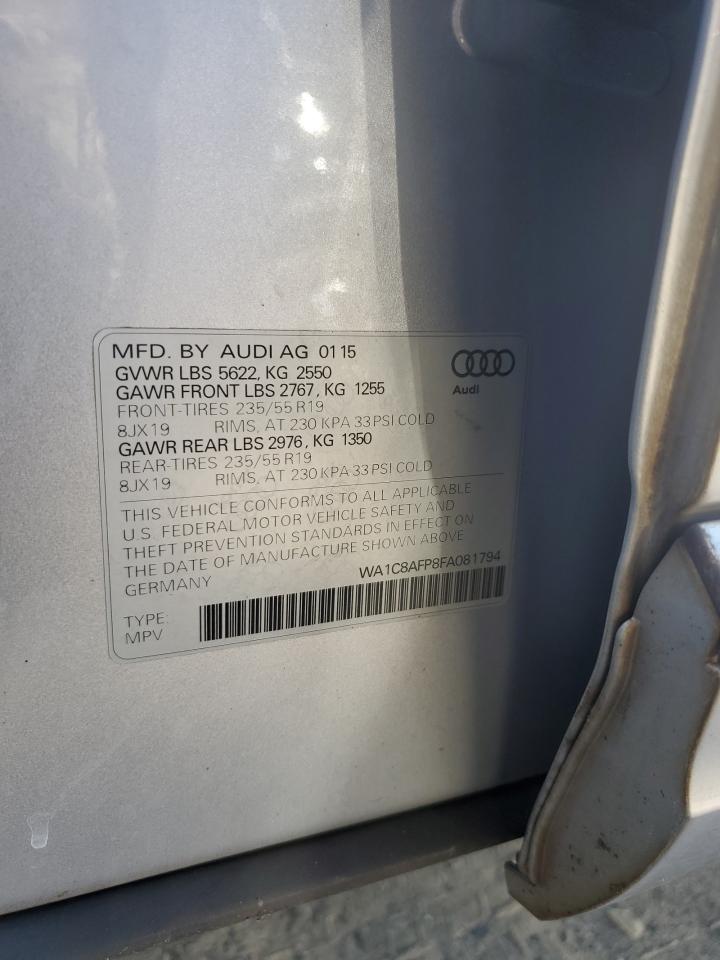 MFD. BY AUDI AG 01 15
GVWR LBS 5622, KG 2550
GAWR FRONT LBS 2767, KG 1255
FRONT-TIRES 235/55 R19
8JX19 RIMS, AT 230 KPA 33 PSI COLD
GAWR REAR LBS 2976, KG 1350
REAR-TIRES 235/55 R19
8JX19 RIMS, AT 230 KPA 33 PSI COLD
Audi
THIS VEHICLE CONFORMS TO ALL APPLICABLE
U.S. FEDERAL MOTOR VEHICLE SAFETY AND
THEFT PREVENTION STANDARDS IN EFFECT ON
THE DATE OF MANUFACTURE SHOWN ABOVE
GERMANY
WA1C8AFP8FA081794
TYPE:
MPV